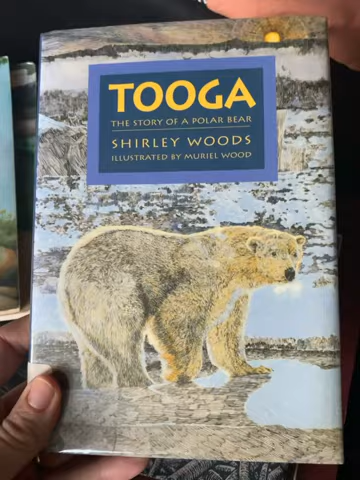 TOOGA
THE STORY OF A POLAR BEAR
SHIRLEY WOODS
ILLUSTRATED BY MURIEL WOOD